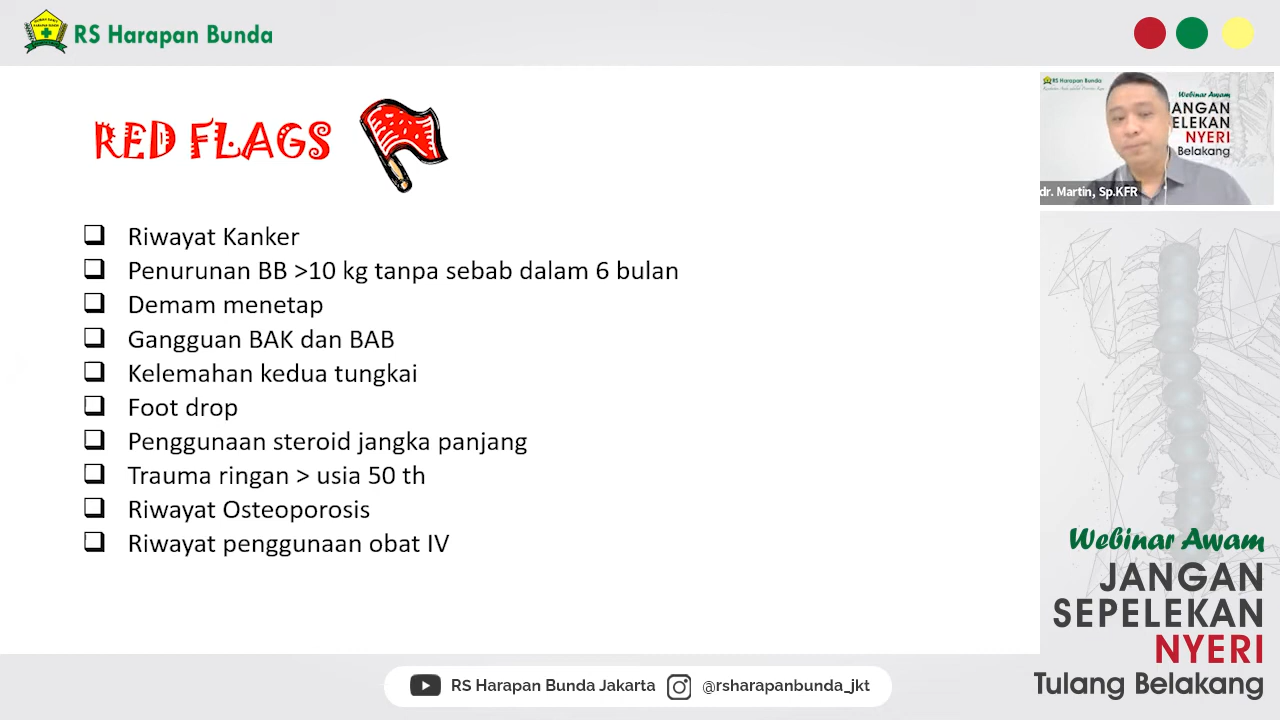 RS Harapan Bunda
RED FLAGS
❑ Riwayat Kanker
❑ Penurunan BB >10 kg tanpa sebab dalam 6 bulan
❑ Demam menetap
❑ Gangguan BAK dan BAB
❑ Kelemahan kedua tungkai
❑ Foot drop
❑ Penggunaan steroid jangka panjang
❑ Trauma ringan > usia 50 th
❑ Riwayat Osteoporosis
❑ Riwayat penggunaan obat IV
RS Harapan Bunda
Webinar Awam
JANGAN
SEPELEKAN
NYERI
Belakang
dr. Martin, Sp.KFR
Webinar Awam
JANGAN
SEPELEKAN
NYERI
Tulang Belakang
RS Harapan Bunda Jakarta
@rsharapanbunda_jkt